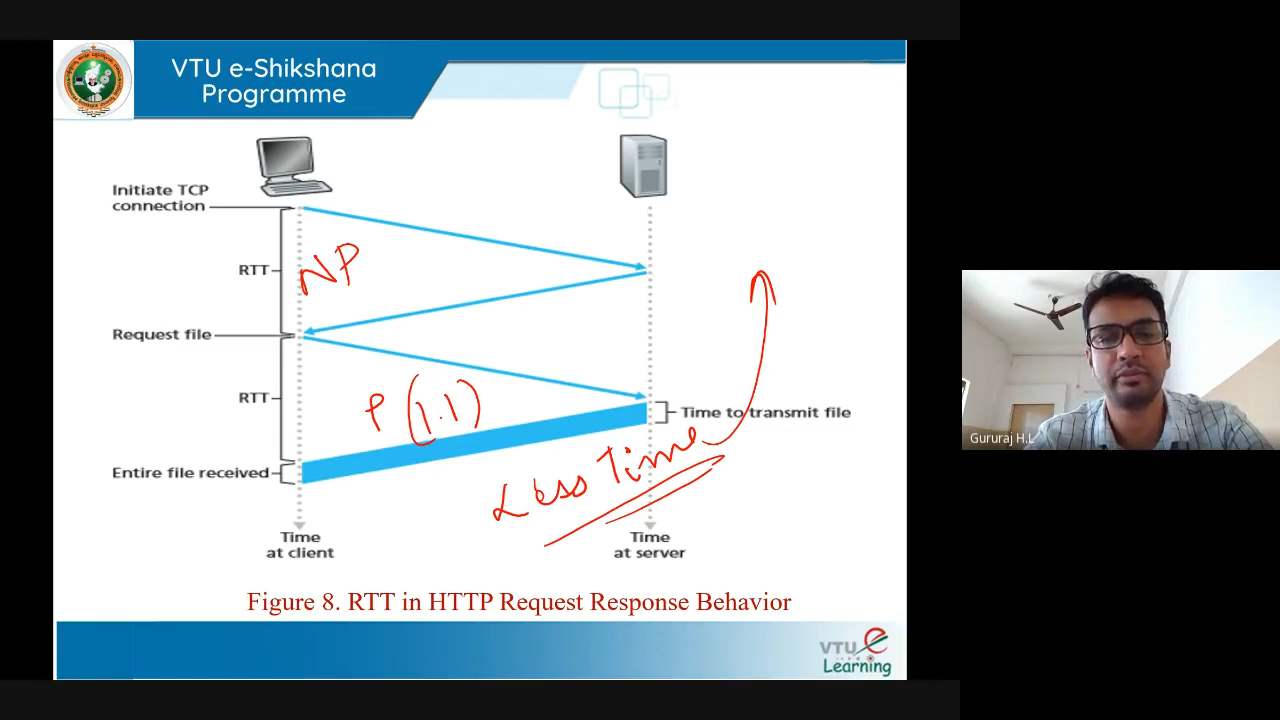 VTU e-Shikshana
Programme
Initiate TCP
connection
RTT
NP
Request file
RTT
P (1.1)
Time to transmit file
Less Time
Entire file received
Time
at client
Time
at server
Figure 8. RTT in HTTP Request Response Behavior
VTU e
Learning
Gururaj H.L